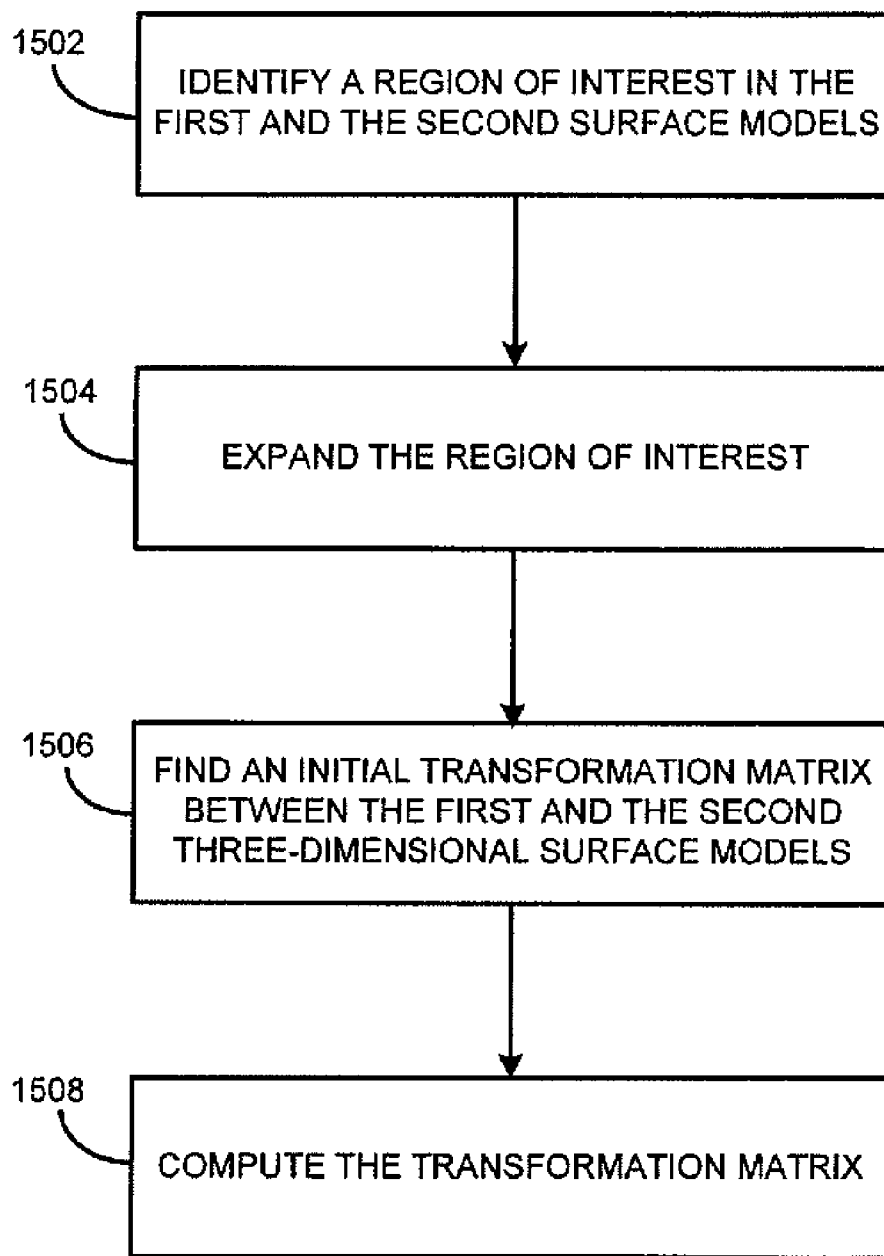 1502
IDENTIFY A REGION OF INTEREST IN THE
FIRST AND THE SECOND SURFACE MODELS
1504
EXPAND THE REGION OF INTEREST
1506
FIND AN INITIAL TRANSFORMATION MATRIX
BETWEEN THE FIRST AND THE SECOND
THREE-DIMENSIONAL SURFACE MODELS
1508
COMPUTE THE TRANSFORMATION MATRIX